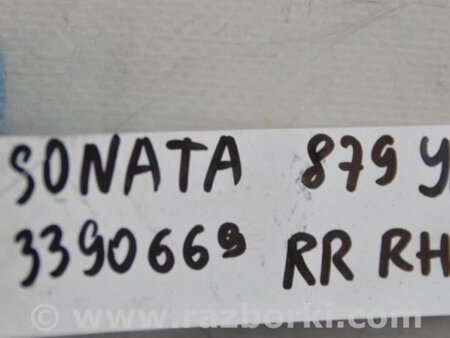 SONATA 879
3390669 RR RH
© www.razborki.com